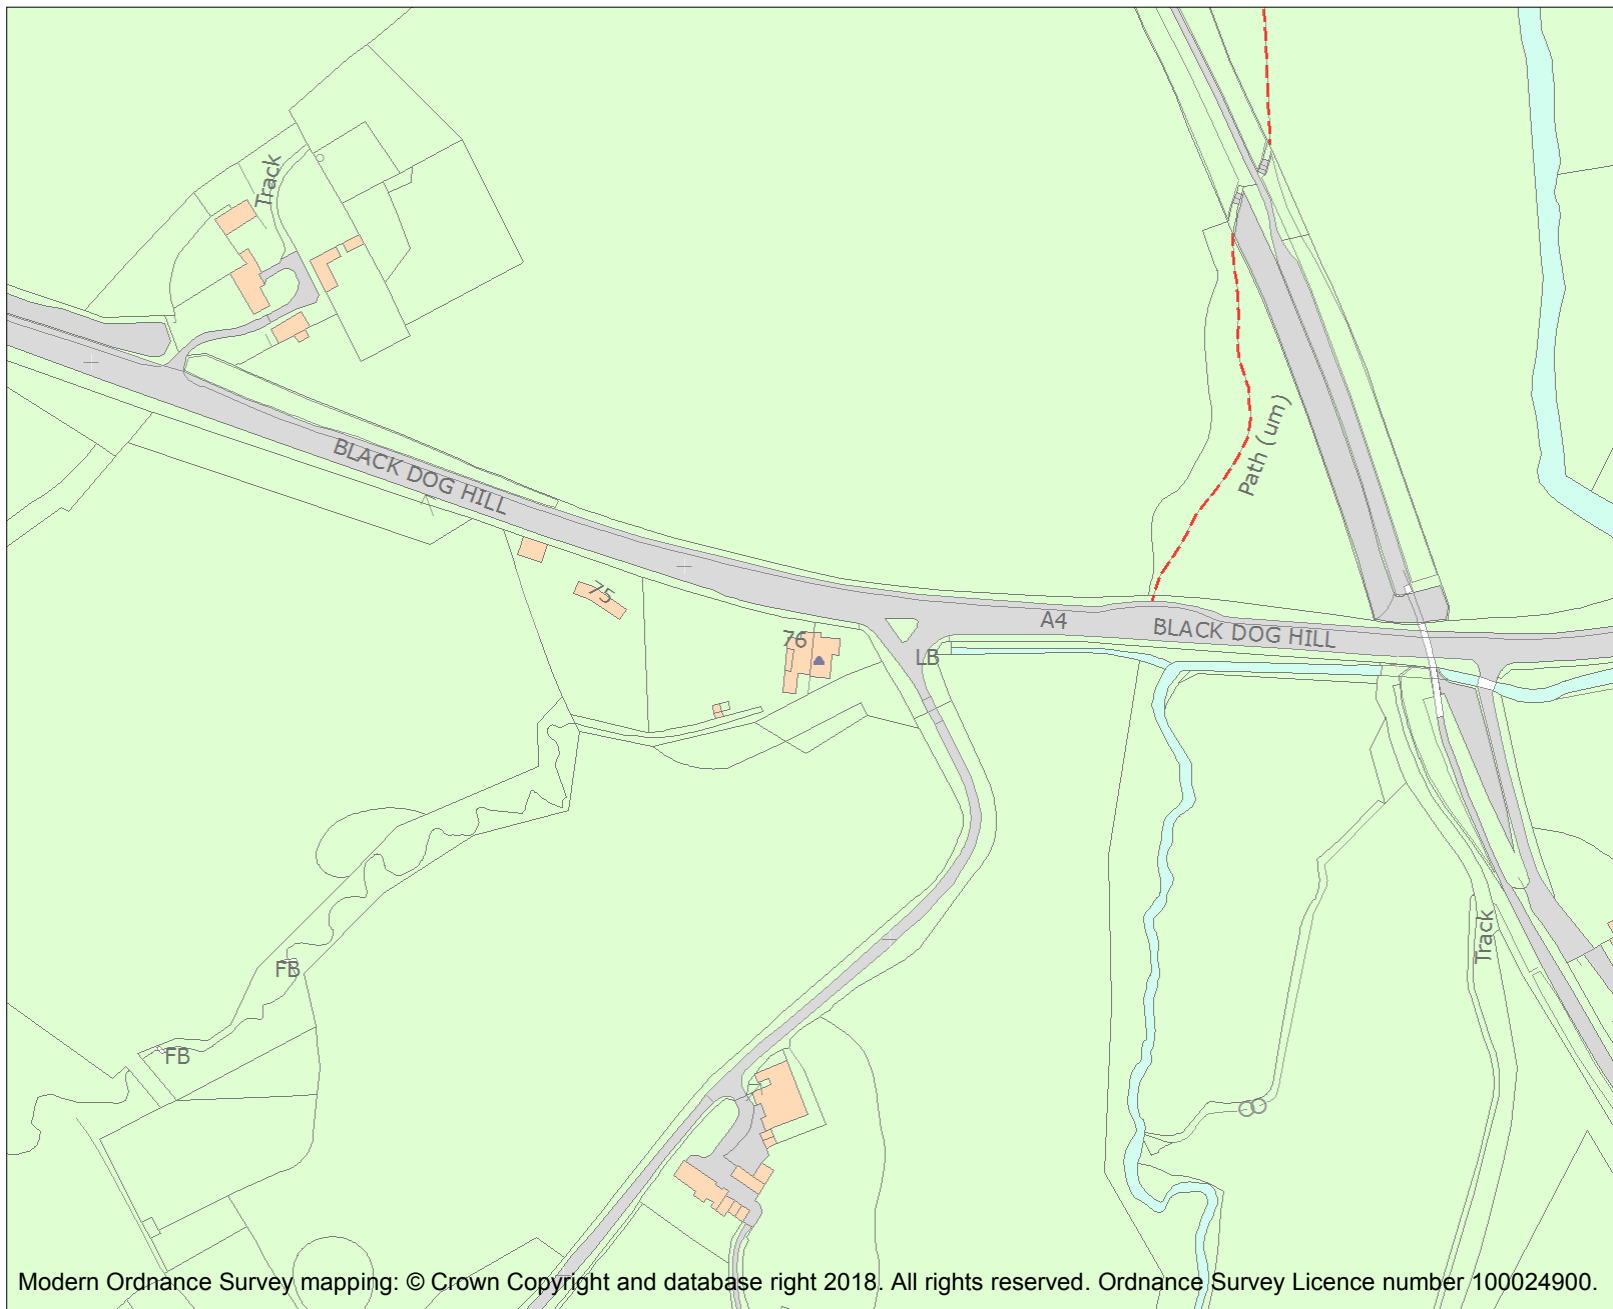 Track
BLACK DOG HILL
Path (um)
75
A4
BLACK DOG HILL
76
LB
Track
FB
FB
Modern Ordnance Survey mapping: © Crown Copyright and database right 2018. All rights reserved. Ordnance Survey Licence number 100024900.